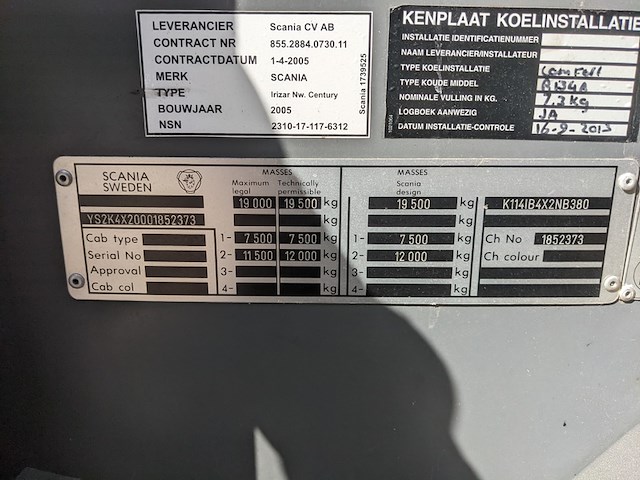 LEVERANCIER Scania CV AB
CONTRACT NR 855.2884.0730.11
CONTRACTDATUM 1-4-2005
MERK SCANIA
TYPE Irizar Nw. Century
BOUWJAAR 2005
NSN 2310-17-117-6312
Scania 1739525
KENPLAAT KOELINSTALLATIE
INSTALLATIE IDENTIFICATIENUMMER
NAAM LEVERANCIER/INSTALLATEUR
TYPE KOELINSTALLATIE Comfort
TYPE KOUDE MIDDEL R134A
NOMINALE VULLING IN KG. 7,2 kg
LOGBOEK AANWEZIG JA
DATUM INSTALLATIE-CONTROLE 16-9-2013
SCANIA
SWEDEN
MASSES
Maximum legal Technically permissible
MASSES
Scania design
19 000 19 500 kg 19 500 kg K114IB4X2NB380
YS2K4X20001852373 kg kg
Cab type 1- 7 500 7 500 kg 1- 7 500 kg Ch No 1852373
Serial No 2- 11 500 12 000 kg 2- 12 000 kg Ch colour
Approval 3- kg 3- kg
Cab col 4- kg 4- kg